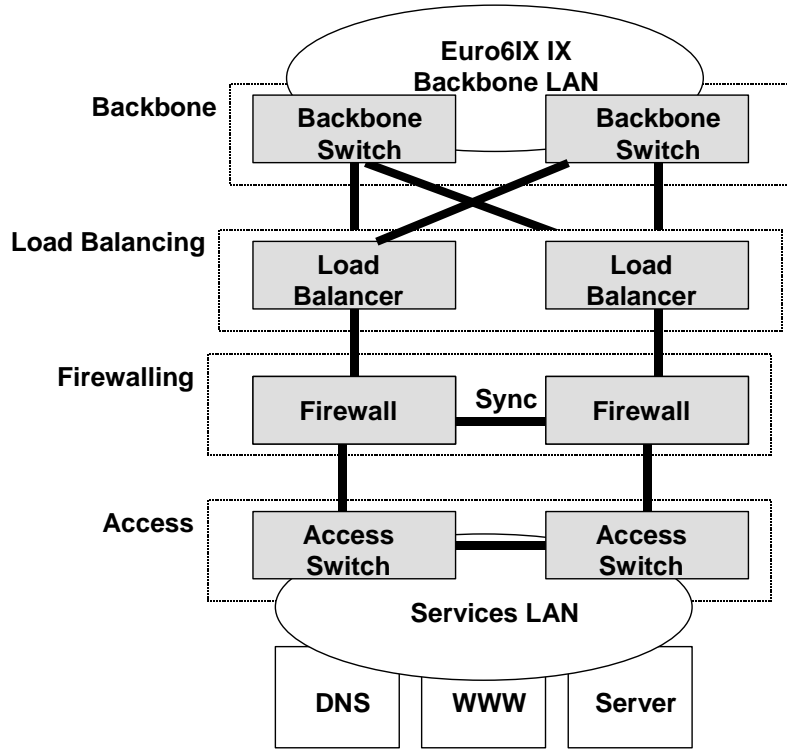 Euro6IX IX
Backbone LAN
Backbone
Backbone
Switch
Backbone
Switch
Load Balancing
Load
Balancer
Load
Balancer
Firewalling
Firewall
Sync
Firewall
Access
Access
Switch
Access
Switch
Services LAN
DNS
WWW
Server